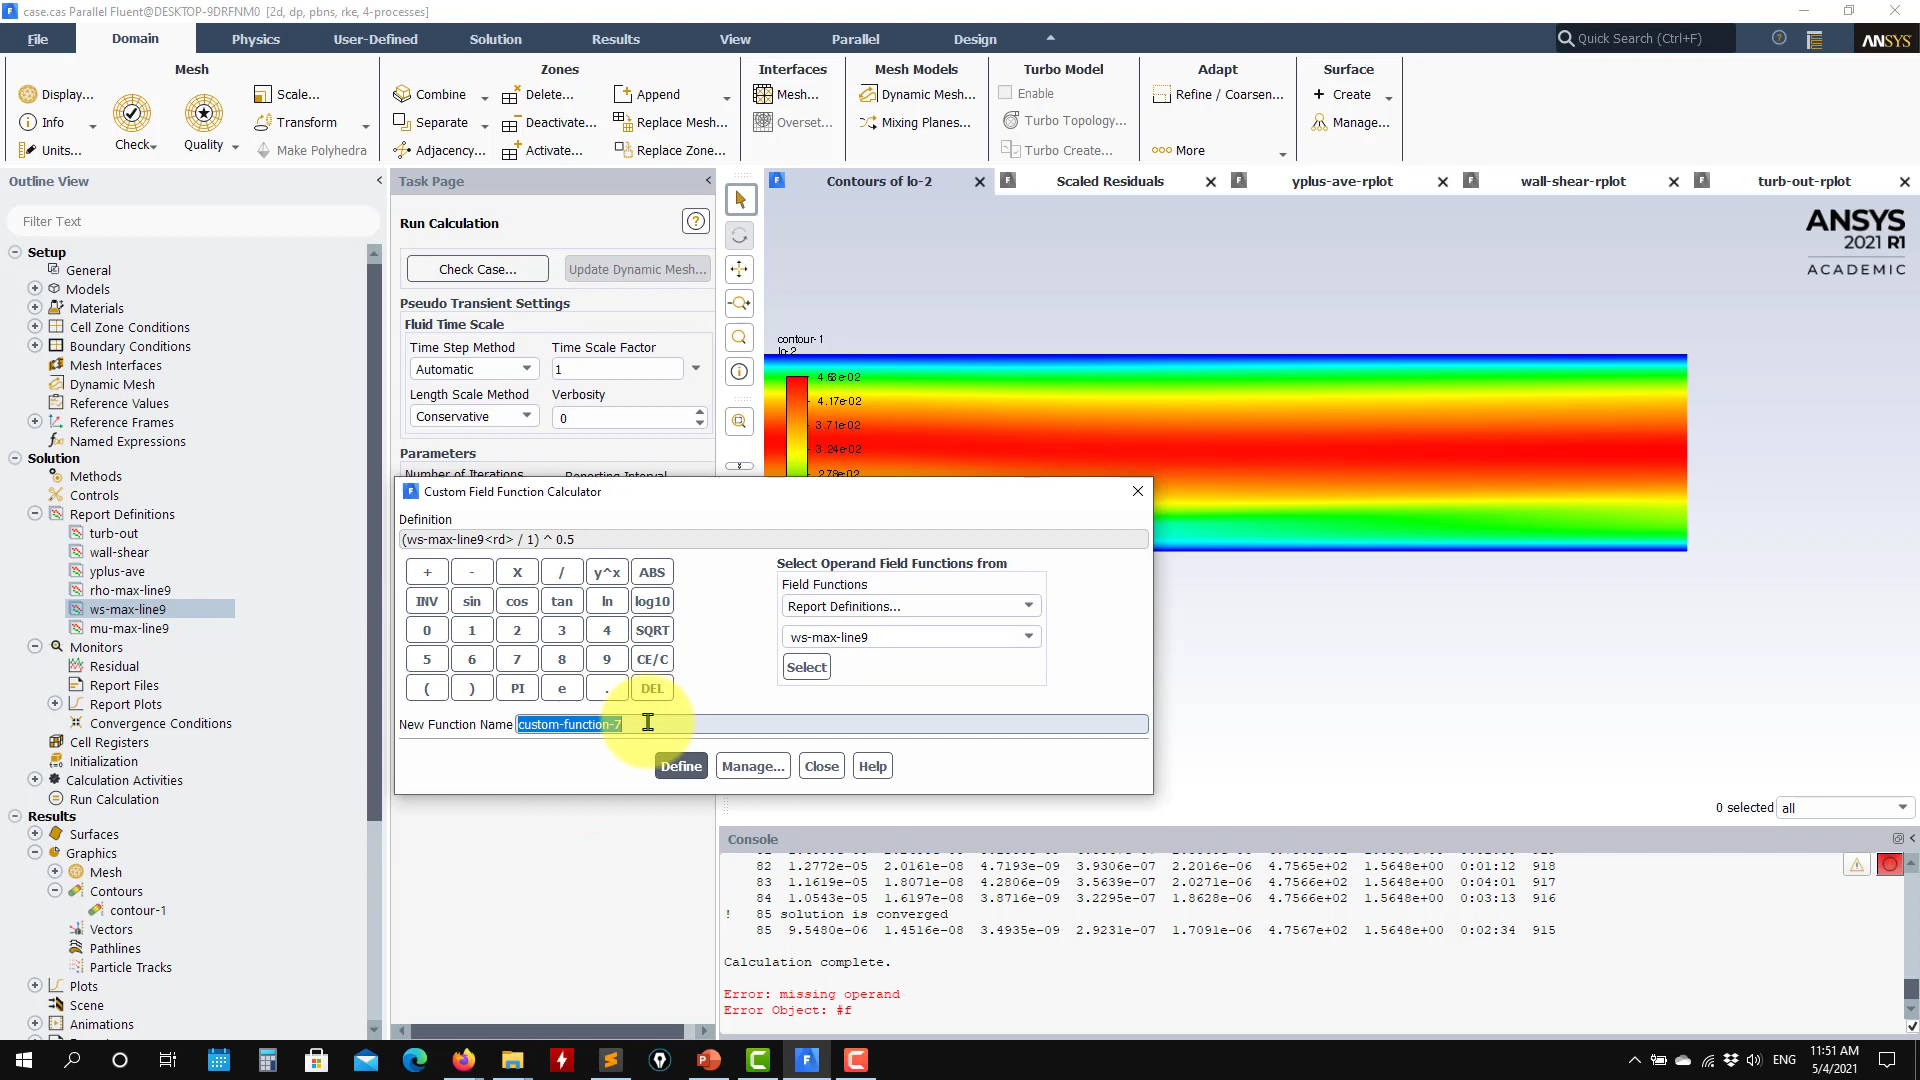 case.cas Parallel Fluent@DESKTOP-9DRFNM0 [2d, dp, pbns, rke, 4-processes]
File Domain Physics User-Defined Solution Results View Parallel Design Quick Search (Ctrl+F) ANSYS
Mesh
Display...
Info
Units...
Check
Quality
Scale...
Transform
Make Polyhedra
Zones
Combine
Separate
Adjacency...
Delete...
Deactivate...
Activate...
Append
Replace Mesh...
Replace Zone...
Interfaces
Mesh...
Overset...
Mesh Models
Dynamic Mesh...
Mixing Planes...
Turbo Model
Enable
Turbo Topology...
Turbo Create...
Adapt
Refine / Coarsen...
More
Surface
Create
Manage...
Outline View
Filter Text
Setup
General
Models
Materials
Cell Zone Conditions
Boundary Conditions
Mesh Interfaces
Dynamic Mesh
Reference Values
Reference Frames
Named Expressions
Solution
Methods
Controls
Report Definitions
turb-out
wall-shear
yplus-ave
rho-max-line9
ws-max-line9
mu-max-line9
Monitors
Residual
Report Files
Report Plots
Convergence Conditions
Cell Registers
Initialization
Calculation Activities
Run Calculation
Results
Surfaces
Graphics
Mesh
Contours
contour-1
Vectors
Pathlines
Particle Tracks
Plots
Scene
Animations
Task Page
Run Calculation
Check Case...
Update Dynamic Mesh...
Pseudo Transient Settings
Fluid Time Scale
Time Step Method
Time Scale Factor
Automatic
1
Length Scale Method
Verbosity
Conservative
0
Parameters
Number of Iterations
Reporting Interval
Contours of lo-2
Scaled Residuals
yplus-ave-rplot
wall-shear-rplot
turb-out-rplot
ANSYS
2021 R1
ACADEMIC
contour-1
lo-2
4.63e-02
4.17e-02
3.71e-02
3.24e-02
2.78e-02
Custom Field Function Calculator
Definition
(ws-max-line9<rd> / 1) ^ 0.5
+ - X / y^x ABS
INV sin cos tan ln log10
0 1 2 3 4 SQRT
5 6 7 8 9 CE/C
( ) PI e . DEL
Select Operand Field Functions from
Field Functions
Report Definitions...
ws-max-line9
Select
New Function Name custom-function-7
Define Manage... Close Help
0 selected all
Console
82 1.2772e-05 2.0161e-08 4.7193e-09 3.9306e-07 2.2016e-06 4.7565e+02 1.5648e+00 0:01:12 918
83 1.1619e-05 1.8071e-08 4.2806e-09 3.5639e-07 2.0271e-06 4.7566e+02 1.5648e+00 0:04:01 917
84 1.0543e-05 1.6197e-08 3.8716e-09 3.2295e-07 1.8628e-06 4.7566e+02 1.5648e+00 0:03:13 916
! 85 solution is converged
85 9.5480e-06 1.4516e-08 3.4935e-09 2.9231e-07 1.7091e-06 4.7567e+02 1.5648e+00 0:02:34 915
Calculation complete.
Error: missing operand
Error Object: #f
ENG
11:51 AM
5/4/2021